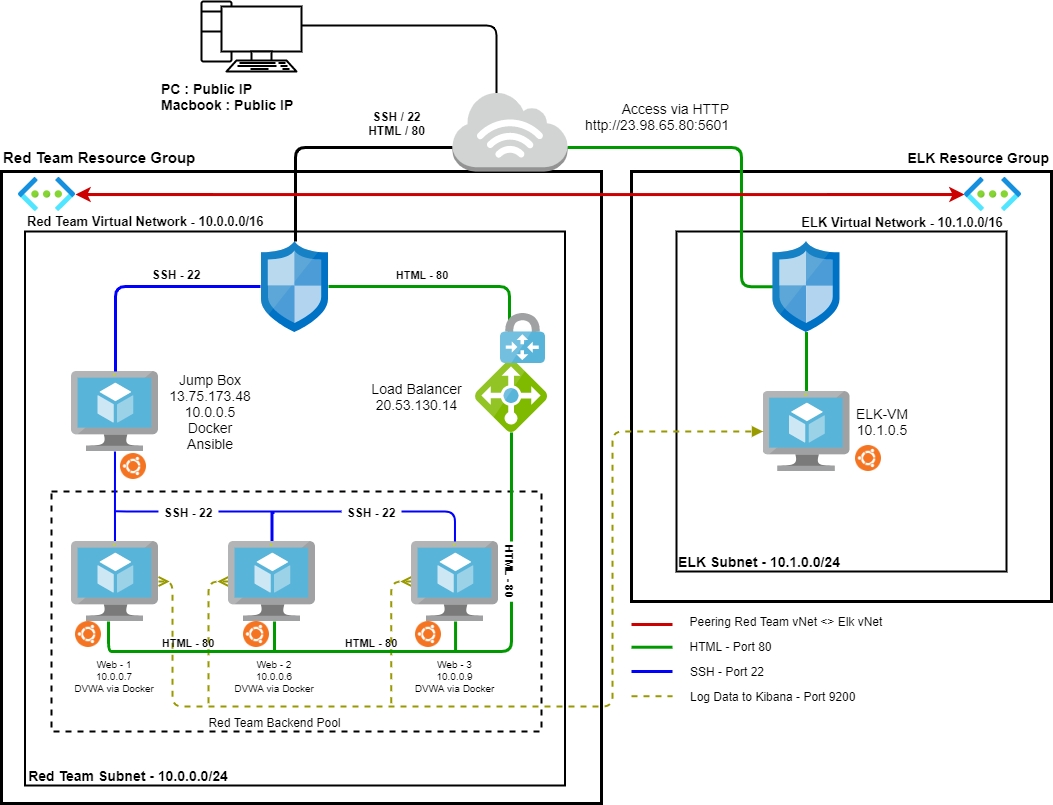 PC : Public IP
Macbook : Public IP
SSH / 22
HTML / 80
Access via HTTP
http://23.98.65.80:5601
Red Team Resource Group
ELK Resource Group
Red Team Virtual Network - 10.0.0.0/16
ELK Virtual Network - 10.1.0.0/16
SSH - 22
HTML - 80
Jump Box
13.75.173.48
10.0.0.5
Docker
Ansible
Load Balancer
20.53.130.14
ELK-VM
10.1.0.5
SSH - 22
SSH - 22
HTML - 80
ELK Subnet - 10.1.0.0/24
HTML - 80
HTML - 80
Web - 1
10.0.0.7
DVWA via Docker
Web - 2
10.0.0.6
DVWA via Docker
Web - 3
10.0.0.9
DVWA via Docker
Red Team Backend Pool
Red Team Subnet - 10.0.0.0/24
Peering Red Team vNet <> Elk vNet
HTML - Port 80
SSH - Port 22
Log Data to Kibana - Port 9200